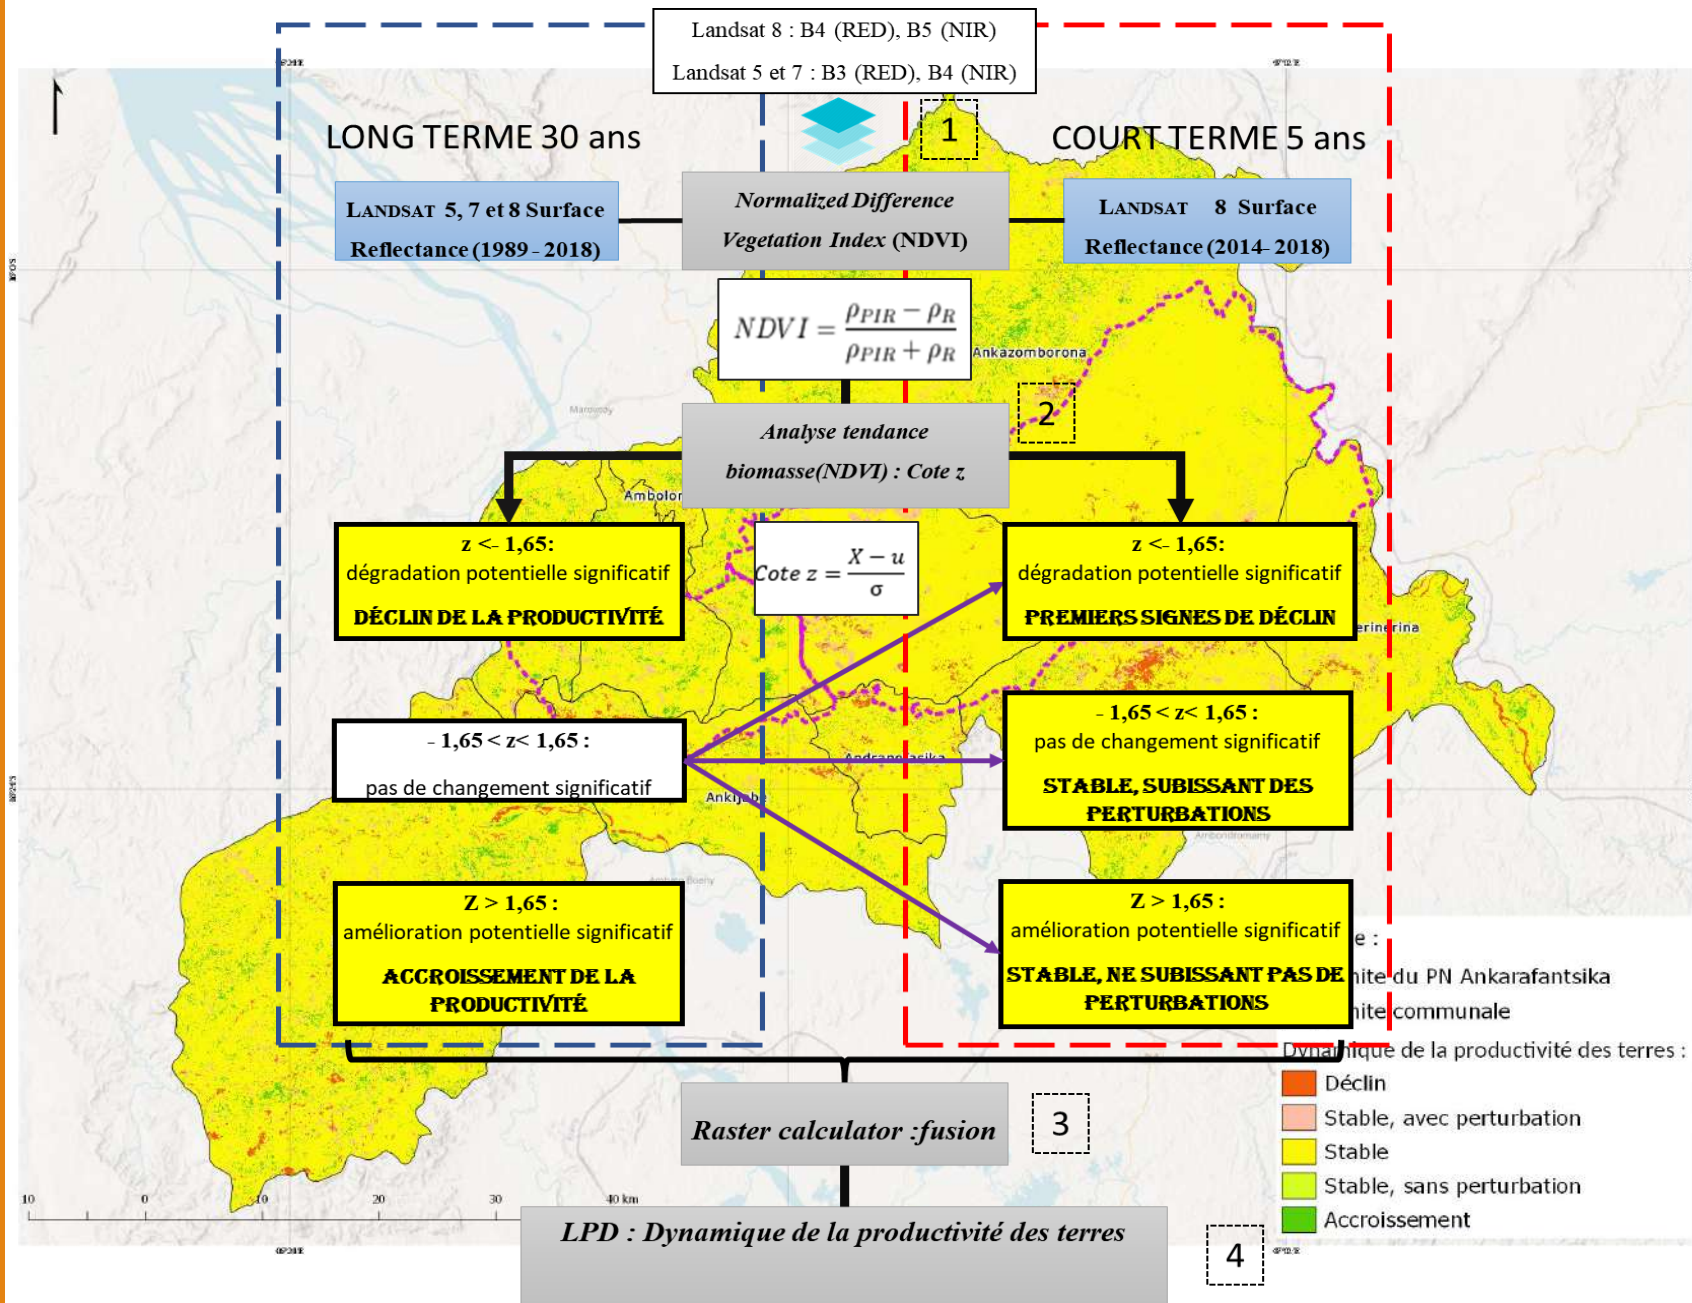 Landsat 8 : B4 (RED), B5 (NIR)
Landsat 5 et 7 : B3 (RED), B4 (NIR)
1
LONG TERME 30 ans
COURT TERME 5 ans
LANDSAT 5, 7 et 8 Surface
Reflectance (1989 - 2018)
Normalized Difference
Vegetation Index (NDVI)
LANDSAT 8 Surface
Reflectance (2014- 2018)
NDVI = (ρPIR − ρR) / (ρPIR + ρR)
Ankazomborona
Marovoay
2
Analyse tendance
biomasse(NDVI) : Cote z
Ambolor
z <- 1,65:
dégradation potentielle significatif
DÉCLIN DE LA PRODUCTIVITÉ
Cote z = (X − u) / σ
z <- 1,65:
dégradation potentielle significatif
PREMIERS SIGNES DE DÉCLIN
erinerina
- 1,65 < z< 1,65 :
pas de changement significatif
- 1,65 < z< 1,65 :
pas de changement significatif
STABLE, SUBISSANT DES
PERTURBATIONS
Andranofasika
Ankijabe
Ambondromamy
Z > 1,65 :
amélioration potentielle significatif
ACCROISSEMENT DE LA
PRODUCTIVITÉ
Z > 1,65 :
amélioration potentielle significatif
STABLE, NE SUBISSANT PAS DE
PERTURBATIONS
e :
ite du PN Ankarafantsika
ite communale
Dynamique de la productivité des terres :
Déclin
Stable, avec perturbation
Stable
Stable, sans perturbation
Accroissement
Raster calculator :fusion
3
10 0 10 20 30 40 km
LPD : Dynamique de la productivité des terres
4